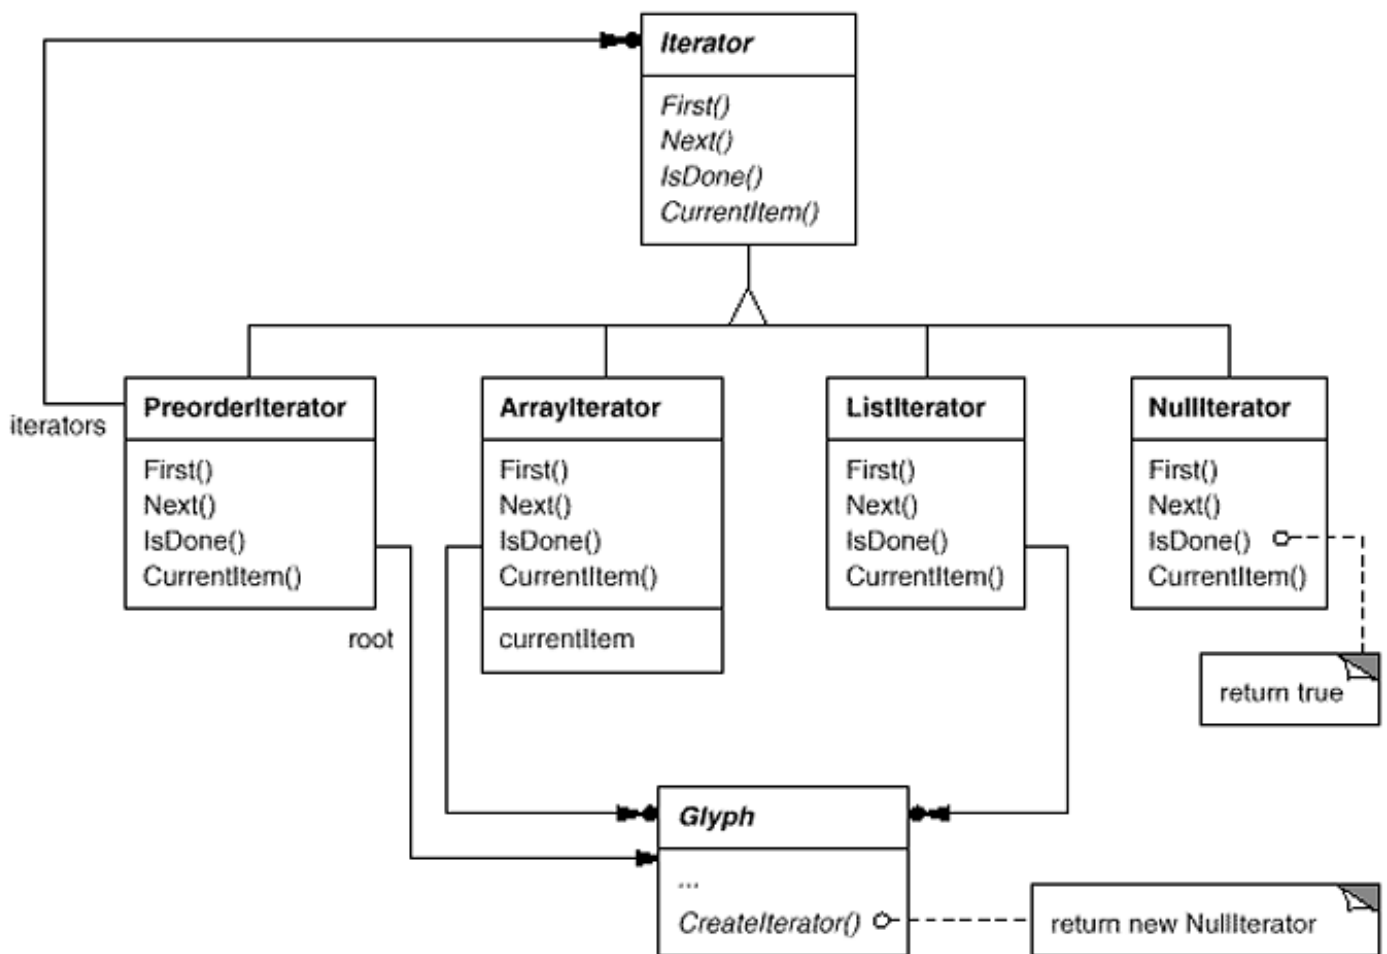 Iterator
First()
Next()
IsDone()
CurrentItem()
iterators
PreorderIterator
First()
Next()
IsDone()
CurrentItem()
root
ArrayIterator
First()
Next()
IsDone()
CurrentItem()
currentItem
ListIterator
First()
Next()
IsDone()
CurrentItem()
NullIterator
First()
Next()
IsDone()
CurrentItem()
return true
Glyph
...
CreateIterator()
return new NullIterator